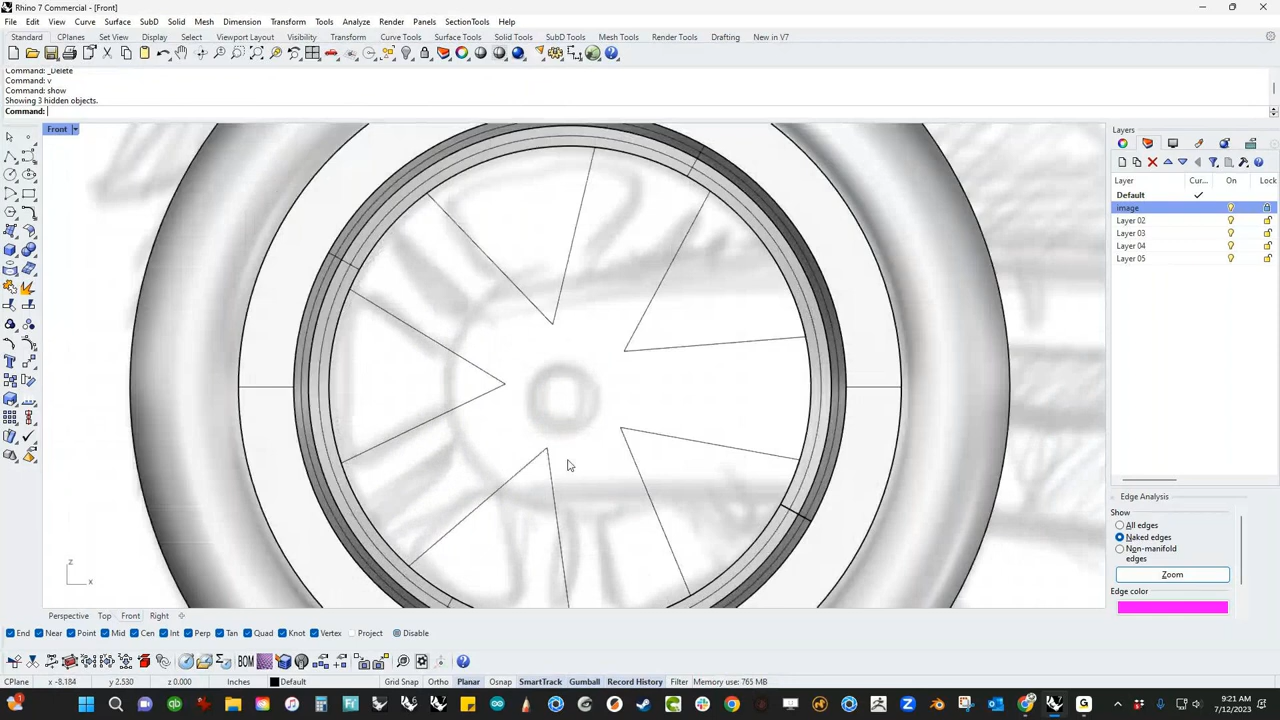 Rhino 7 Commercial - [Front]
File Edit View Curve Surface SubD Solid Mesh Dimension Transform Tools Analyze Render Panels SectionTools Help
Standard CPlanes Set View Display Select Viewport Layout Visibility Transform Curve Tools Surface Tools Solid Tools SubD Tools Mesh Tools Render Tools Drafting New in V7
Command: _Delete
Command: v
Command: show
Showing 3 hidden objects.
Command:
Front
Layers
Layer Cur... On Lock
Default
image
Layer 02
Layer 03
Layer 04
Layer 05
Edge Analysis
Show
All edges
Naked edges
Non-manifold
edges
Zoom
Edge color
z
x
Perspective Top Front Right
End Near Point Mid Cen Int Perp Tan Quad Knot Vertex Project Disable
BOM
CPlane x -8.184 y 2.530 z 0.000 Inches Default Grid Snap Ortho Planar Osnap SmartTrack Gumball Record History Filter Memory use: 765 MB
9:21 AM
7/12/2023